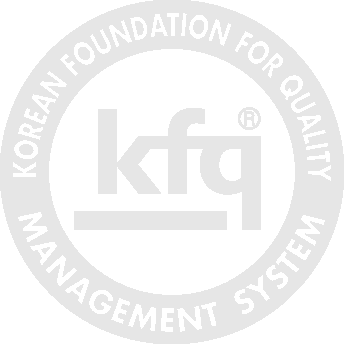 KOREAN FOUNDATION FOR QUALITY
kfq®
MANAGEMENT SYSTEM